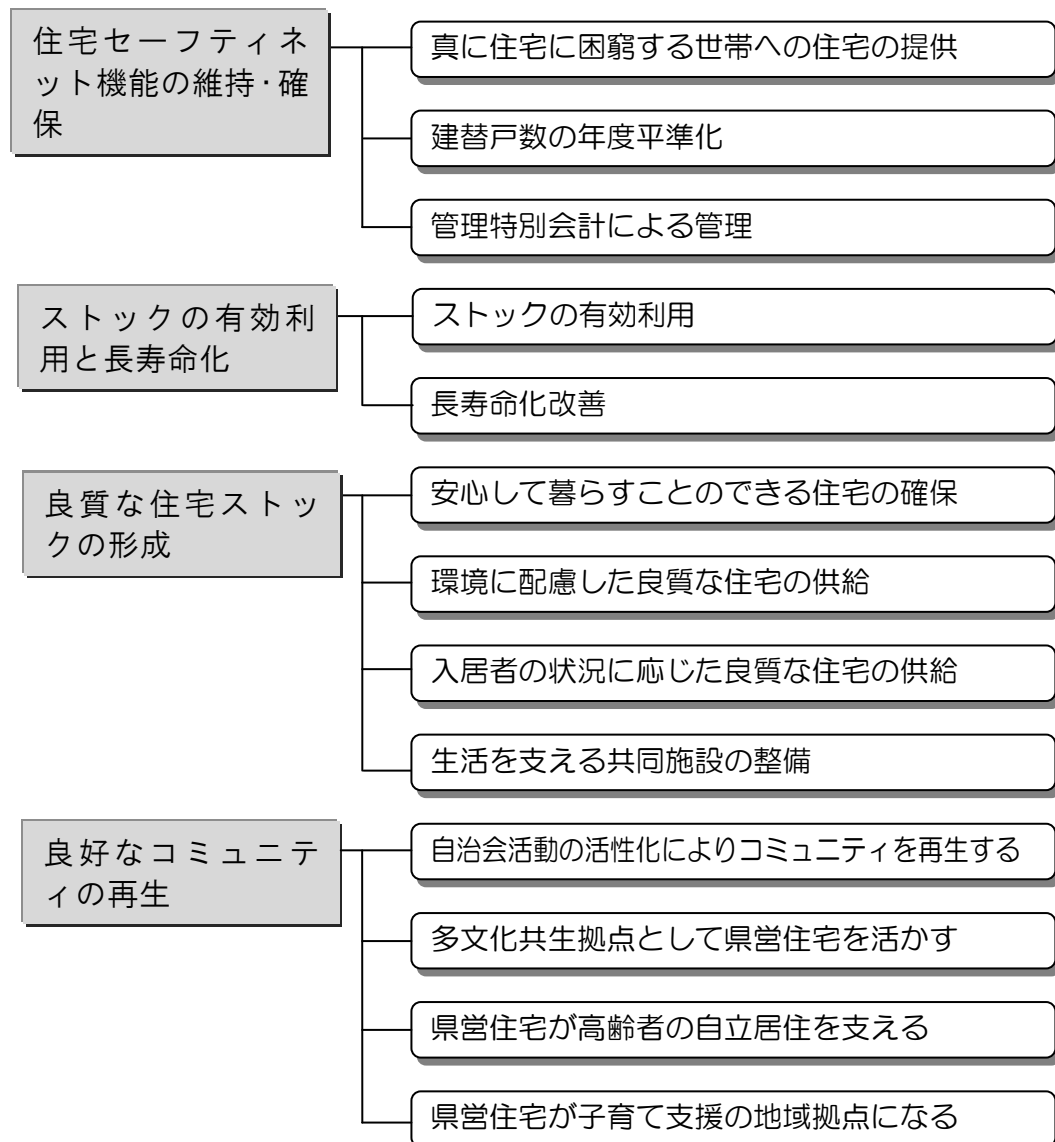 住宅セーフティネ
ット機能の維持・確
保
真に住宅に困窮する世帯への住宅の提供
建替戸数の年度平準化
管理特別会計による管理
ストックの有効利
用と長寿命化
ストックの有効利用
長寿命化改善
良質な住宅ストッ
クの形成
安心して暮らすことのできる住宅の確保
環境に配慮した良質な住宅の供給
入居者の状況に応じた良質な住宅の供給
生活を支える共同施設の整備
良好なコミュニテ
ィの再生
自治会活動の活性化によりコミュニティを再生する
多文化共生拠点として県営住宅を活かす
県営住宅が高齢者の自立居住を支える
県営住宅が子育て支援の地域拠点になる